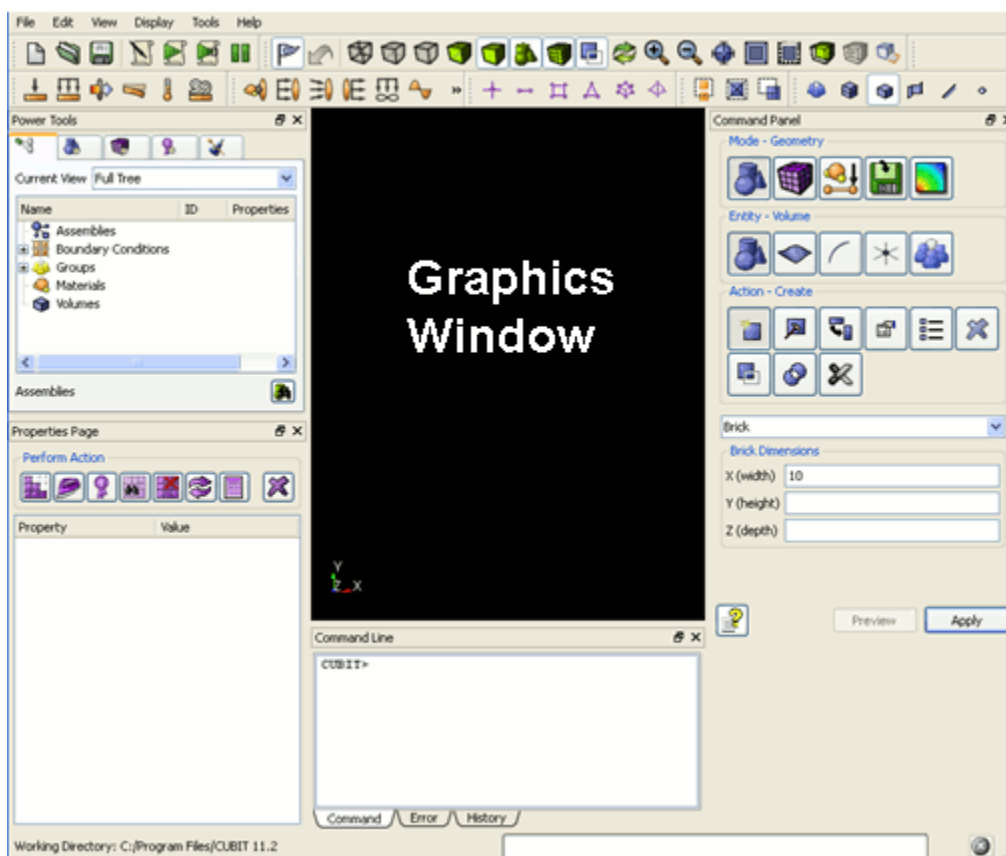 File Edit View Display Tools Help
Power Tools
Current View Full Tree
Name ID Properties
Assemblies
Boundary Conditions
Groups
Materials
Volumes
Assemblies
Properties Page
Perform Action
Property Value
Graphics
Window
Y
Z X
Command Line
CUBIT>
Command Error History
Command Panel
Mode - Geometry
Entity - Volume
Action - Create
Brick
Brick Dimensions
X (width) 10
Y (height)
Z (depth)
Preview Apply
Working Directory: C:/Program Files/CUBIT 11.2